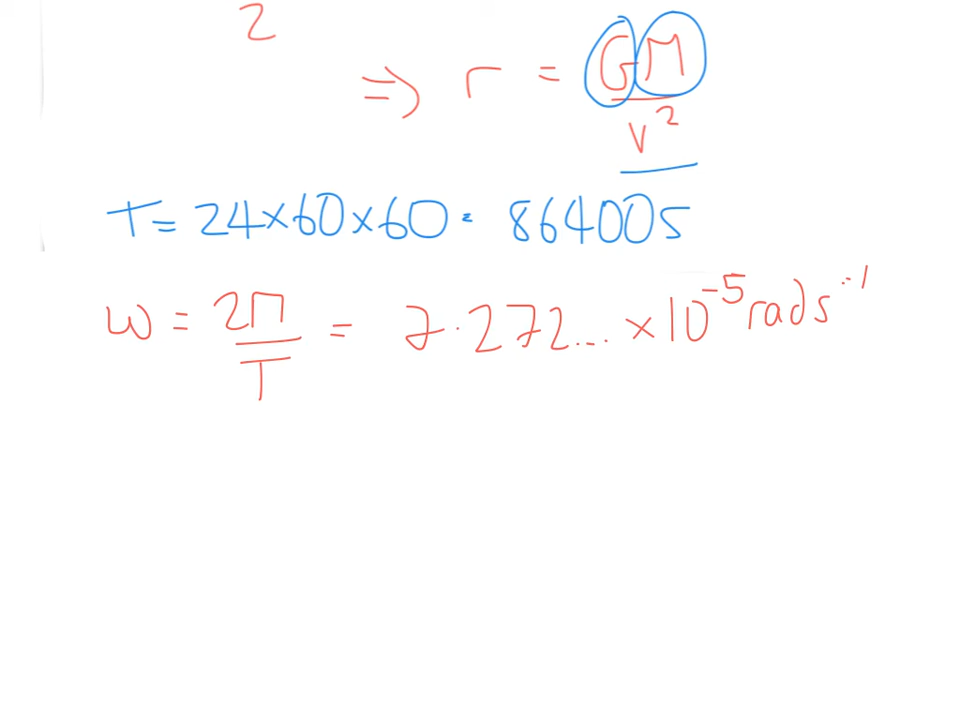 2
⇒ r = GM/v²
T = 24×60×60 = 86400s
ω = 2π/T = 7.272... ×10⁻⁵ rads⁻¹